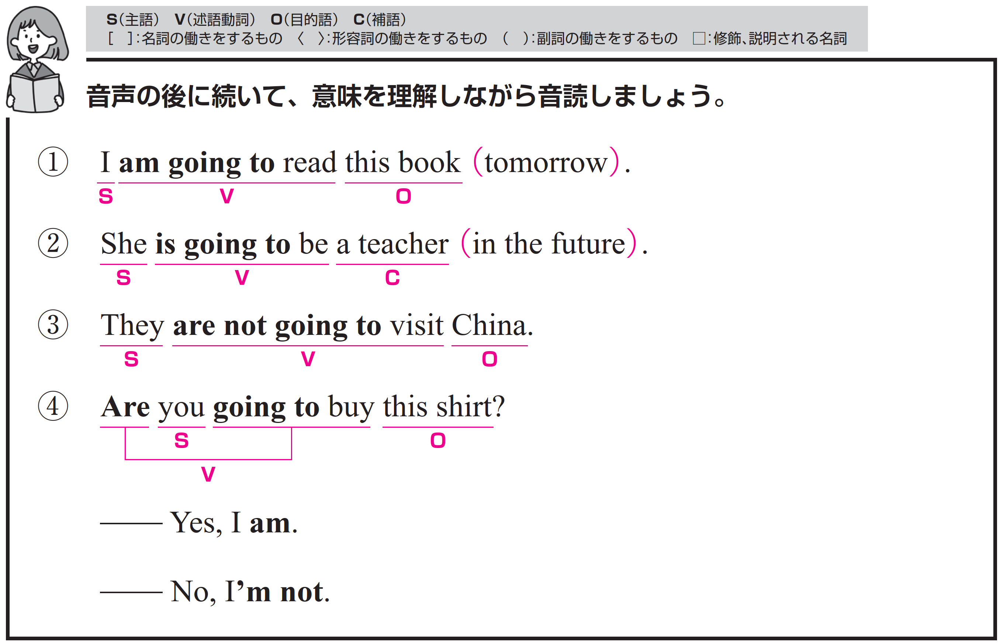 S（主語） V（述語動詞） O（目的語） C（補語）
［ ］：名詞の働きをするもの 〈 〉：形容詞の働きをするもの （ ）：副詞の働きをするもの □：修飾、説明される名詞
音声の後に続いて、意味を理解しながら音読しましょう。
① I am going to read this book （tomorrow）.
S V O
② She is going to be a teacher （in the future）.
S V C
③ They are not going to visit China.
S V O
④ Are you going to buy this shirt?
S O
V
—— Yes, I am.
—— No, I’m not.